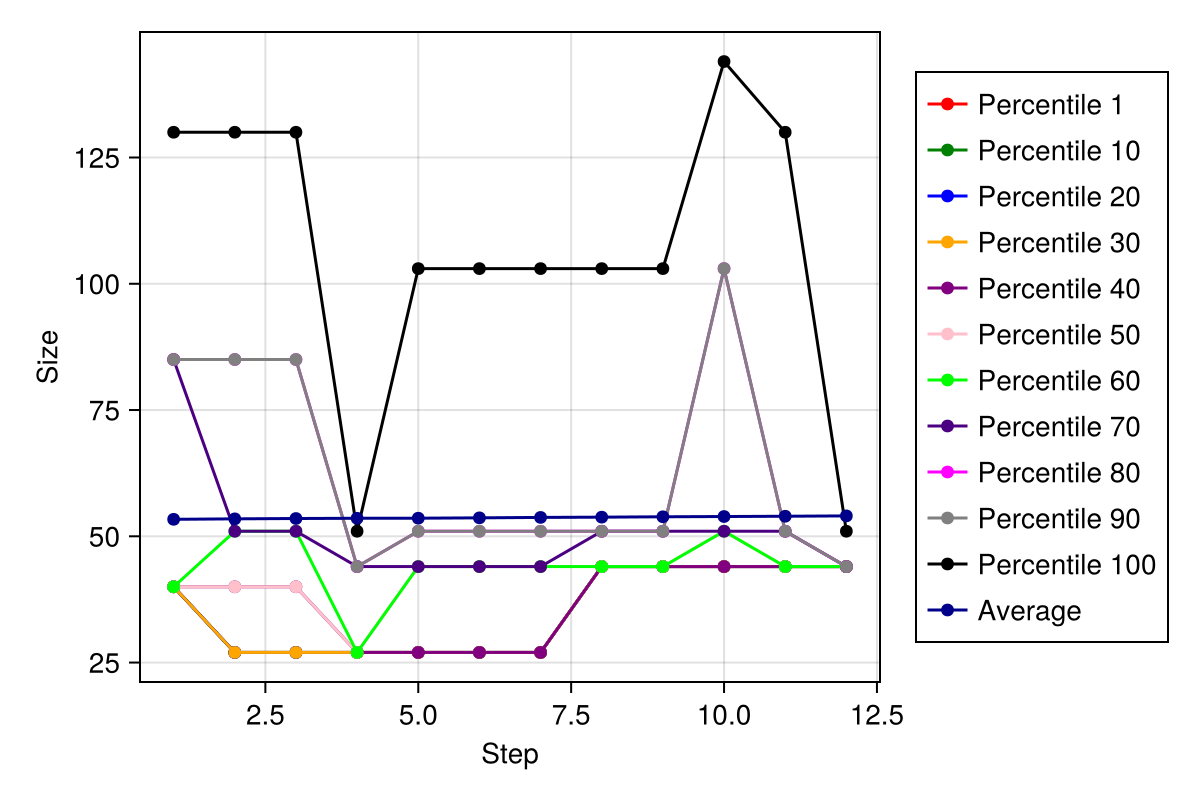 125
100
75
50
25
Size
2.5
5.0
7.5
10.0
12.5
Step
Percentile 1
Percentile 10
Percentile 20
Percentile 30
Percentile 40
Percentile 50
Percentile 60
Percentile 70
Percentile 80
Percentile 90
Percentile 100
Average